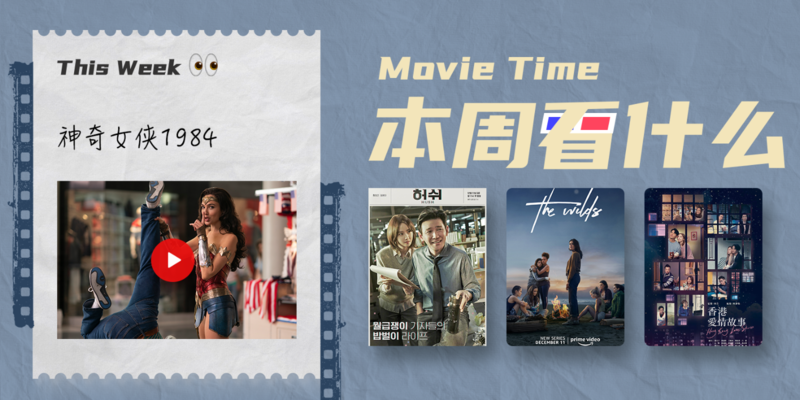 This Week 👀
神奇女侠1984
Movie Time
本周看什么
허쉬
월급쟁이 기자들의
밥벌이 라이프
the wilds
NEW SERIES
DECEMBER 11
prime video
香港
愛情故事